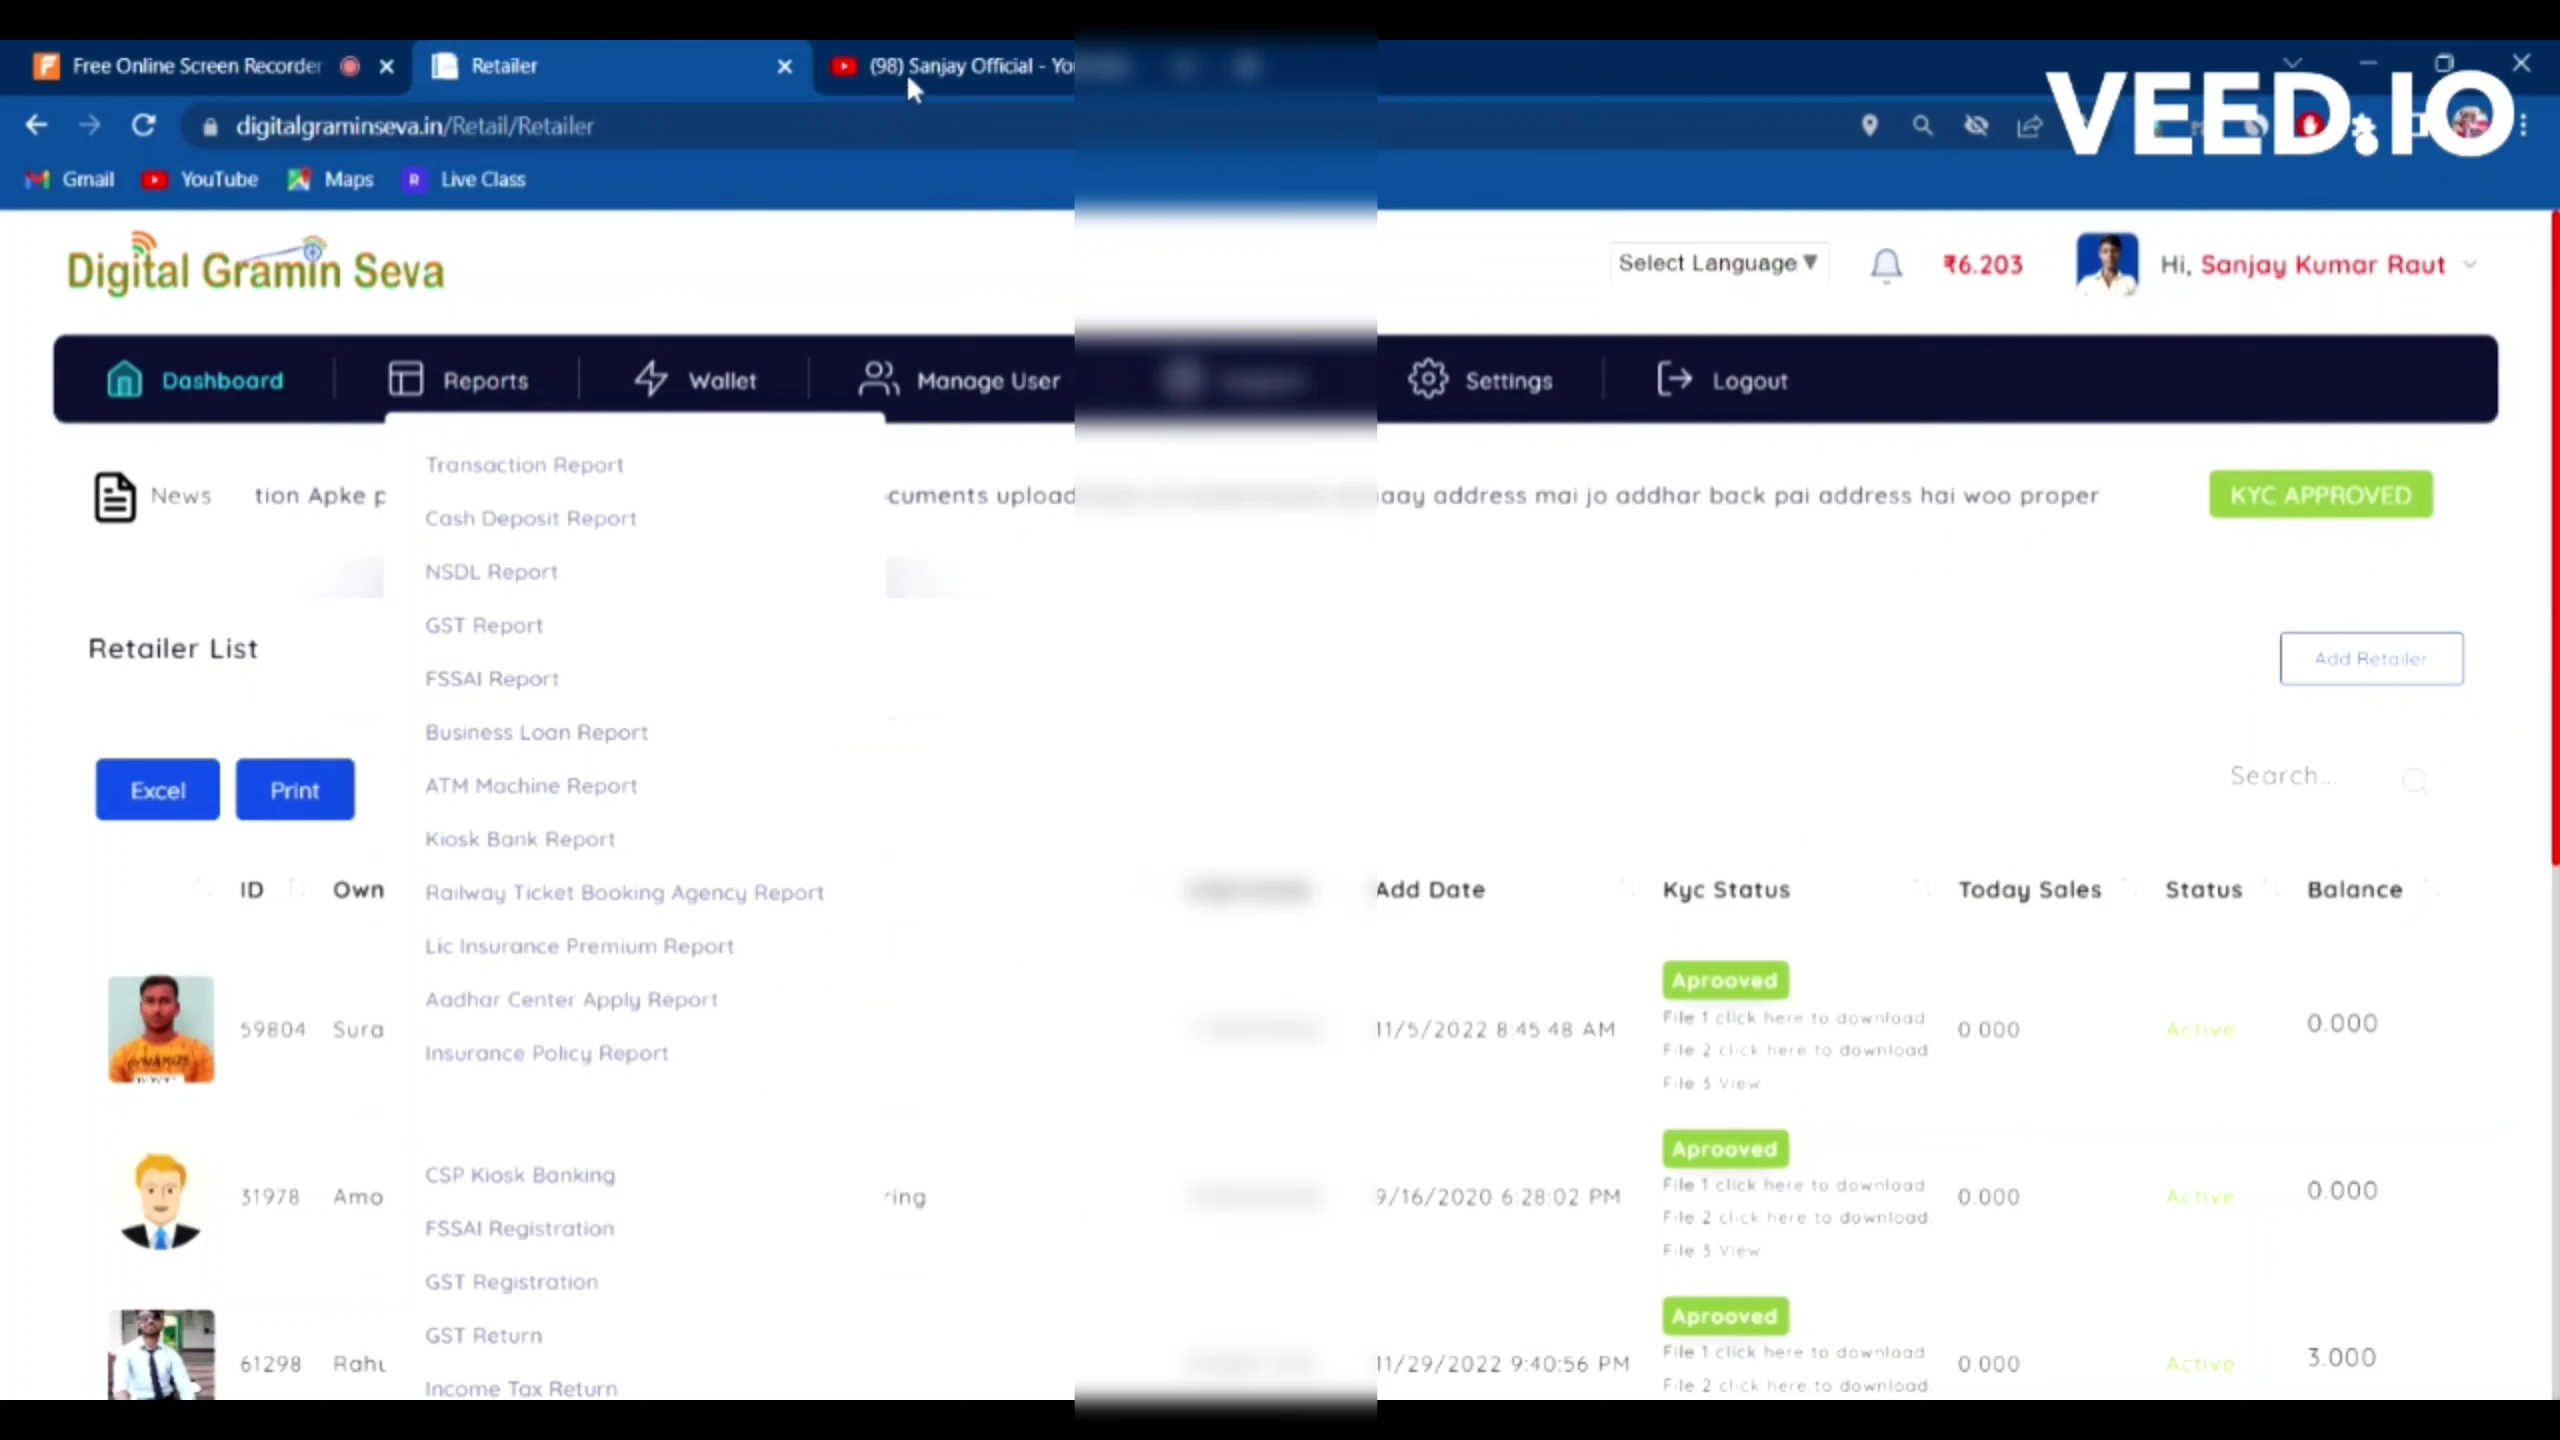 Free Online Screen Recorder
Retailer
(98) Sanjay Official - Yo
VEED.IO
digitalgraminseva.in/Retail/Retailer
Gmail
YouTube
Maps
Live Class
Digital Gramin Seva
Select Language ▼
₹6.203
Hi, Sanjay Kumar Raut
Dashboard
Reports
Wallet
Manage User
Settings
Logout
News
tion Apke p
cuments upload
aay address mai jo addhar back pai address hai woo proper
KYC APPROVED
Transaction Report
Cash Deposit Report
NSDL Report
GST Report
FSSAI Report
Business Loan Report
ATM Machine Report
Kiosk Bank Report
Railway Ticket Booking Agency Report
Lic Insurance Premium Report
Aadhar Center Apply Report
Insurance Policy Report
CSP Kiosk Banking
FSSAI Registration
GST Registration
GST Return
Income Tax Return
Retailer List
Add Retailer
Excel
Print
Search...
ID
Own
Add Date
Kyc Status
Today Sales
Status
Balance
59804
Sura
11/5/2022 8:45:48 AM
Aprooved
File 1 click here to download
File 2 click here to download
File 3 View
0.000
Active
0.000
31978
Amo
ring
9/16/2020 6:28:02 PM
Aprooved
File 1 click here to download
File 2 click here to download
File 3 View
0.000
Active
0.000
61298
Rahu
11/29/2022 9:40:56 PM
Aprooved
File 1 click here to download
File 2 click here to download
0.000
Active
3.000